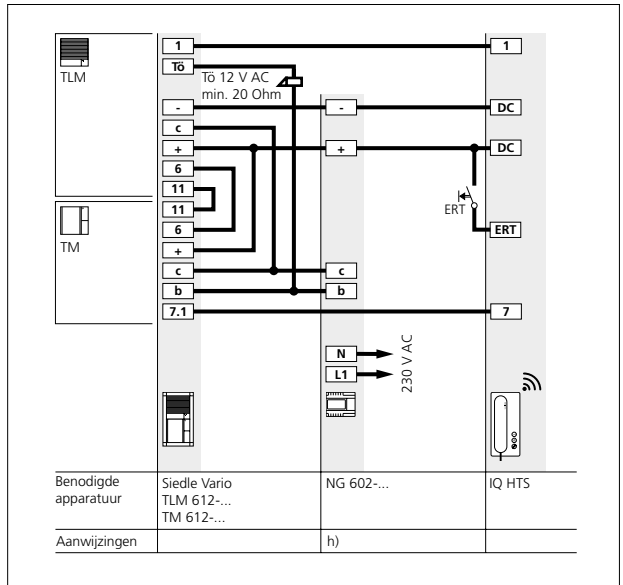 TLM
1
1
Tö
Tö 12 V AC
min. 20 Ohm
-
-
DC
c
+
+
DC
6
11
ERT
11
TM
6
ERT
+
c
c
b
b
7.1
7
N
L1
230 V AC
Benodigde
apparatuur
Siedle Vario
TLM 612-...
TM 612-...
NG 602-...
IQ HTS
Aanwijzingen
h)